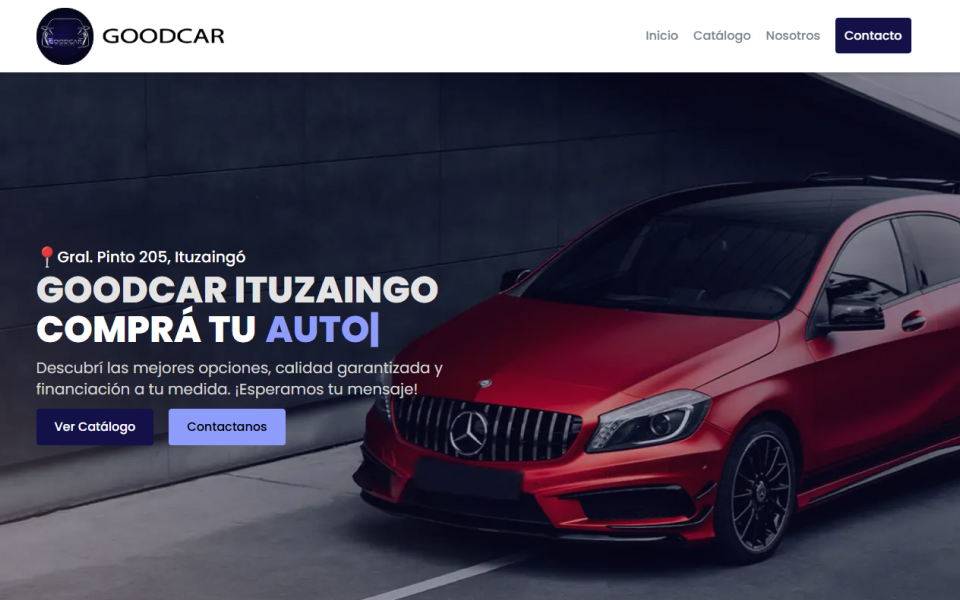 GOODCAR
GOODCAR
Inicio
Catálogo
Nosotros
Contacto
Gral. Pinto 205, Ituzaingó
GOODCAR ITUZAINGO
COMPRÁ TU AUTO|
Descubrí las mejores opciones, calidad garantizada y
financiación a tu medida. ¡Esperamos tu mensaje!
Ver Catálogo
Contactanos